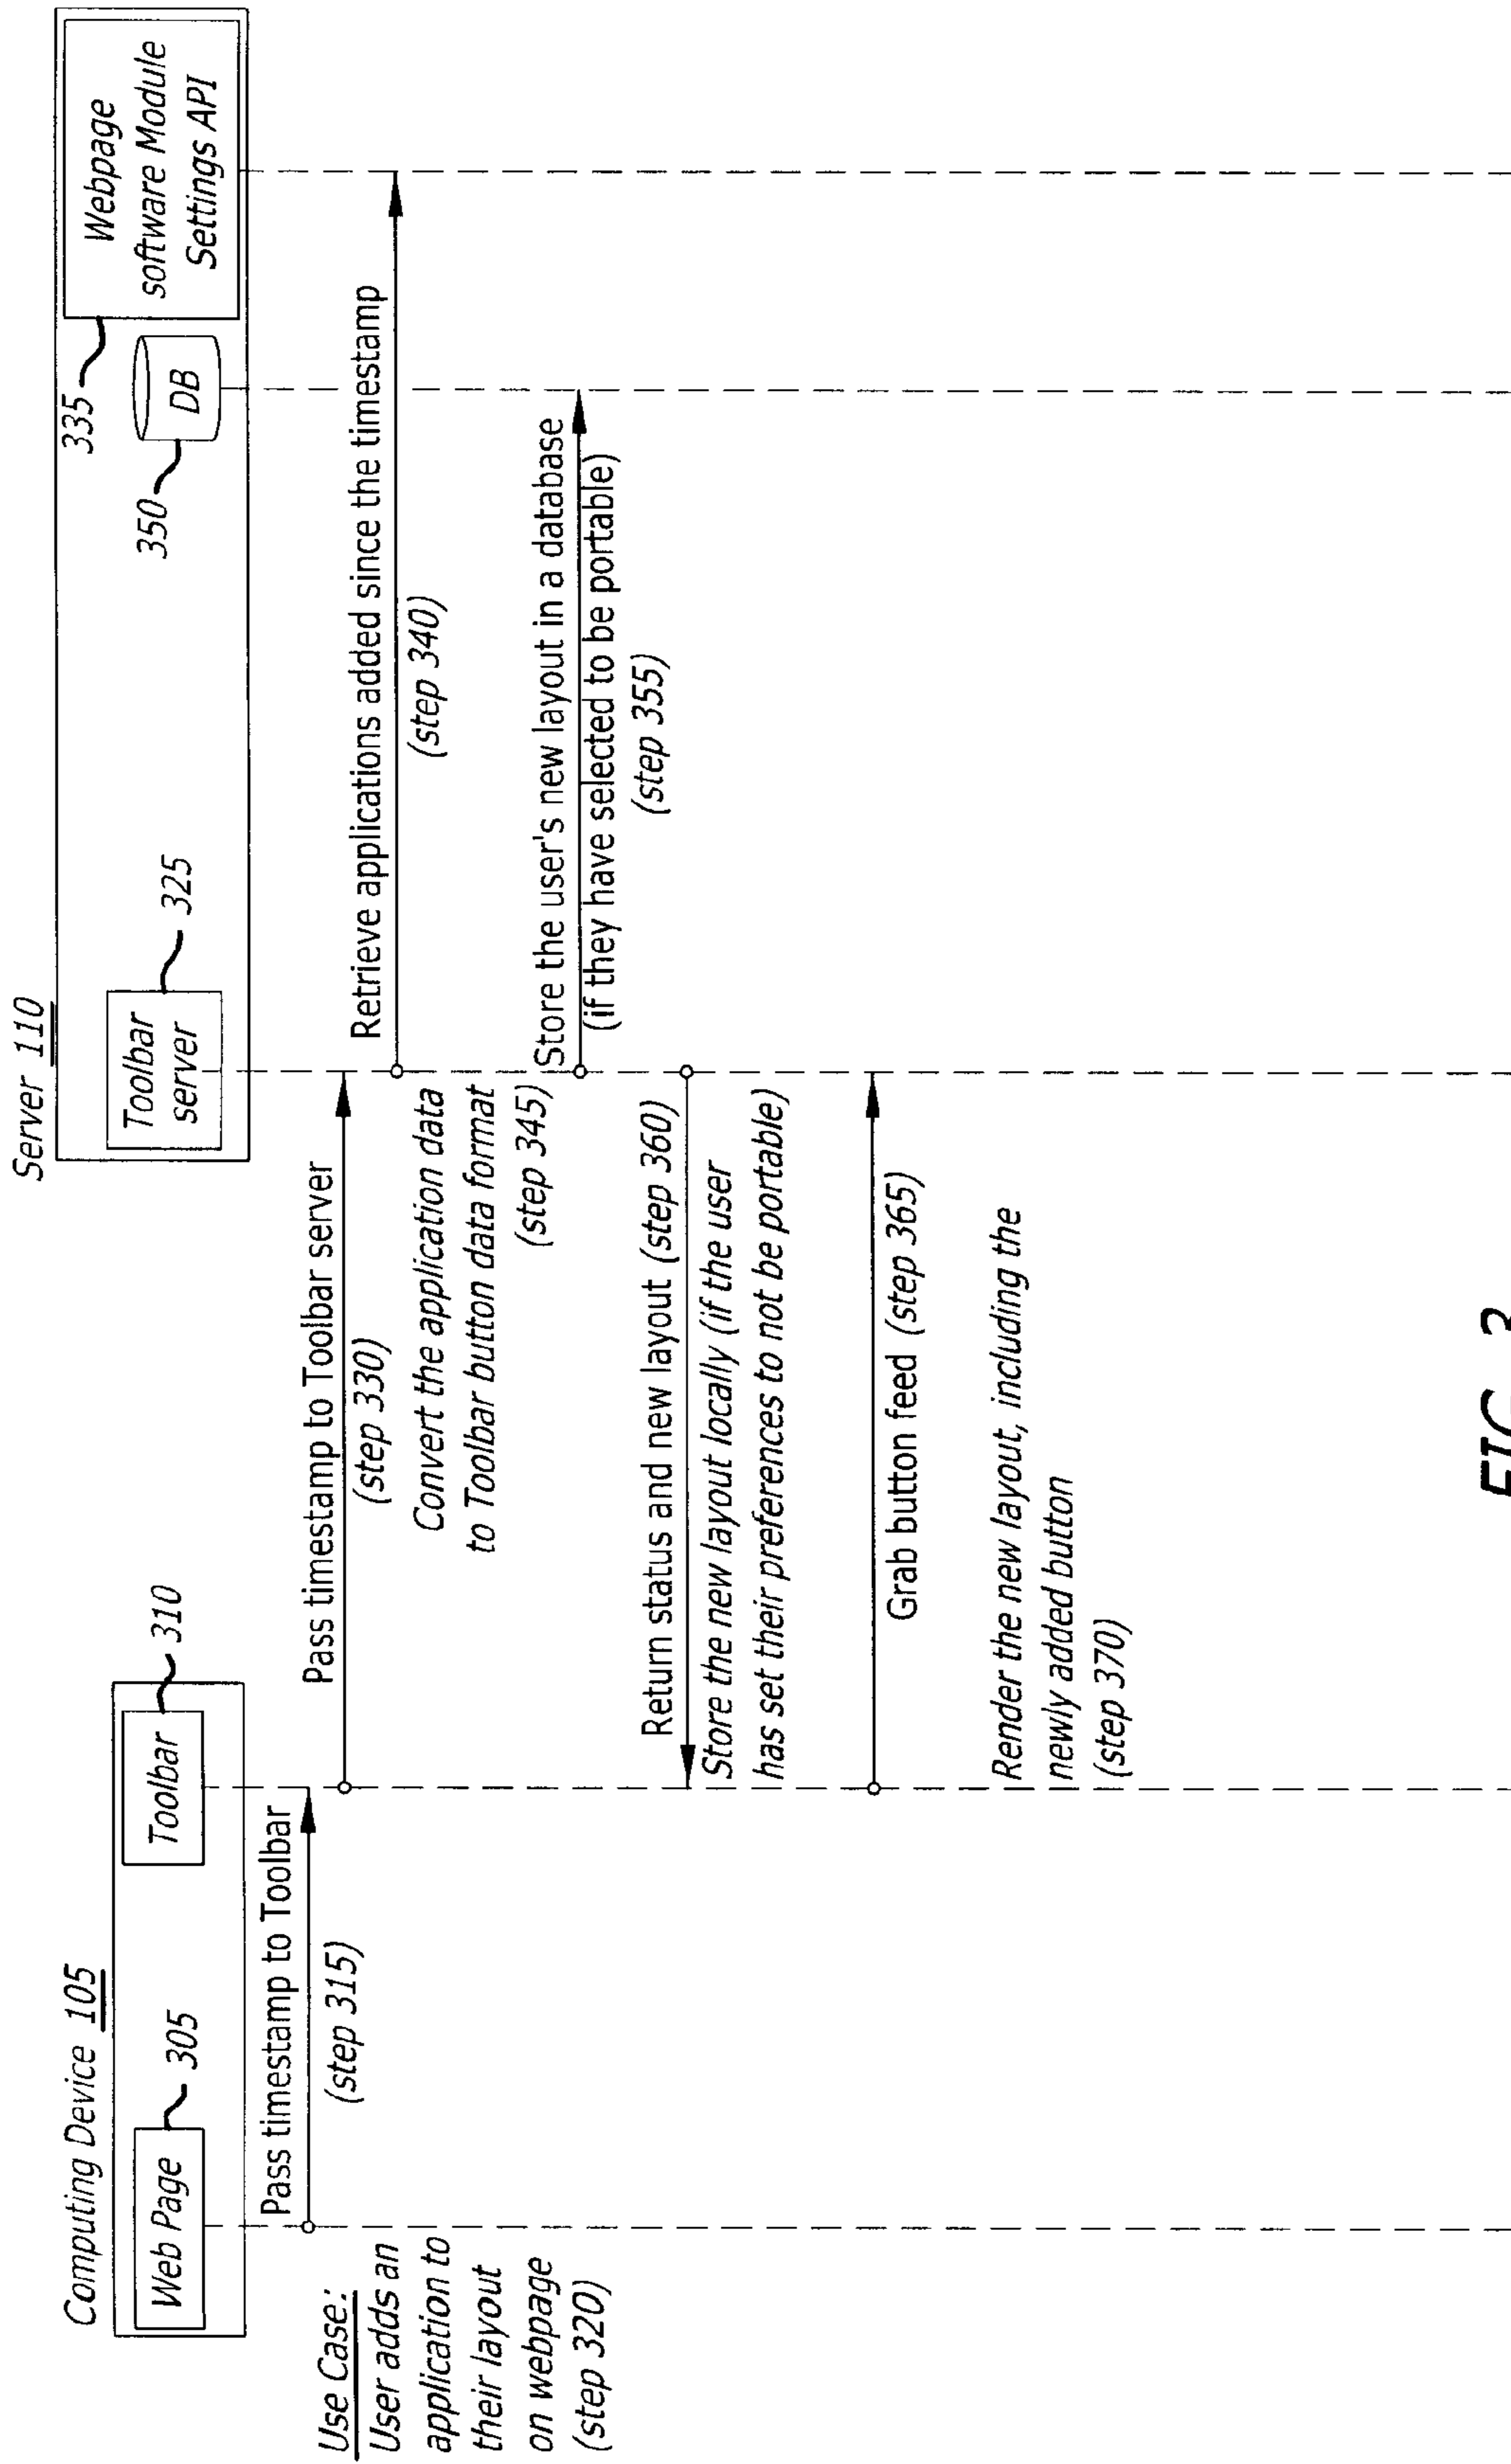 Computing Device 105
Web Page
305
Toolbar
310
Server 110
Toolbar
server
325
350
DB
335
Webpage
software Module
Settings API
Use Case:
User adds an
application to
their layout
on webpage
(step 320)
Pass timestamp to Toolbar
(step 315)
Pass timestamp to Toolbar server
(step 330)
Retrieve applications added since the timestamp
(step 340)
Convert the application data
to Toolbar button data format
(step 345)
Store the user's new layout in a database
(if they have selected to be portable)
(step 355)
Return status and new layout (step 360)
Store the new layout locally (if the user
has set their preferences to not be portable)
Grab button feed (step 365)
Render the new layout, including the
newly added button
(step 370)